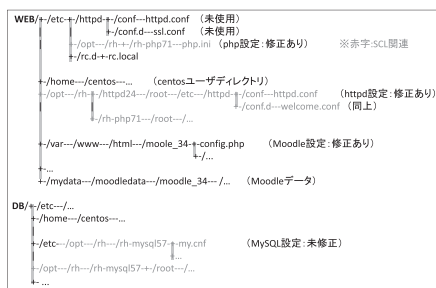 WEB/+-/etc-+-/httpd-+-/conf---httpd.conf (未使用)
+-/conf.d---ssl.conf (未使用)
+-/opt---/rh-+-/rh-php71---php.ini (php設定:修正あり) ※赤字:SCL関連
+-/rc.d-+-rc.local
+-/home---/centos---... (centosユーザディレクトリ)
+-/opt---/rh-+-/httpd24---/root---/etc---/httpd-+-/conf---httpd.conf (httpd設定:修正あり)
+-/conf.d---welcome.conf (同上)
+-/rh-php71---/root---/...
+-/var---/www---/html---/moole_34-+-config.php (Moodle設定:修正あり)
+-/...
+-...
+-/mydata---/moodledata---/moodle_34---/... (Moodleデータ)
DB/+-/etc---/...
+-/home---/centos---...
+-/etc---/opt---/rh---/rh-mysql57-+-my.cnf (MySQL設定:未修正)
+-...
+-/opt---/rh---/rh-mysql57-+-/root---/...
+- ...